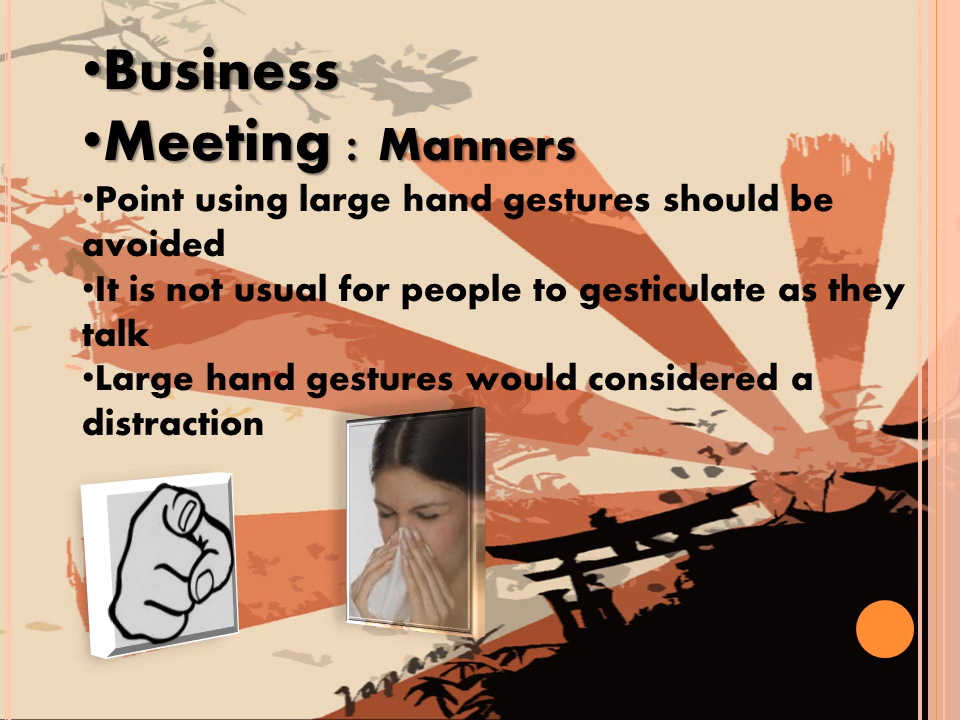 •Business
•Meeting : Manners
•Point using large hand gestures should be
avoided
•It is not usual for people to gesticulate as they
talk
•Large hand gestures would considered a
distraction
Japan